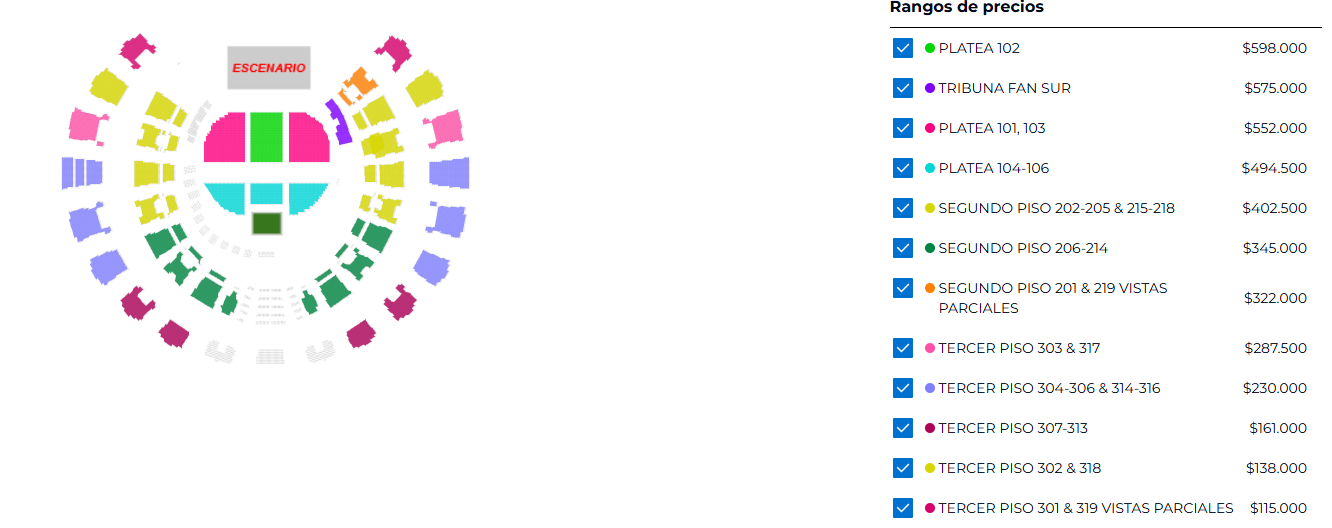 ESCENARIO
Rangos de precios
PLATEA 102 $598.000
TRIBUNA FAN SUR $575.000
PLATEA 101, 103 $552.000
PLATEA 104-106 $494.500
SEGUNDO PISO 202-205 & 215-218 $402.500
SEGUNDO PISO 206-214 $345.000
SEGUNDO PISO 201 & 219 VISTAS
PARCIALES $322.000
TERCER PISO 303 & 317 $287.500
TERCER PISO 304-306 & 314-316 $230.000
TERCER PISO 307-313 $161.000
TERCER PISO 302 & 318 $138.000
TERCER PISO 301 & 319 VISTAS PARCIALES $115.000